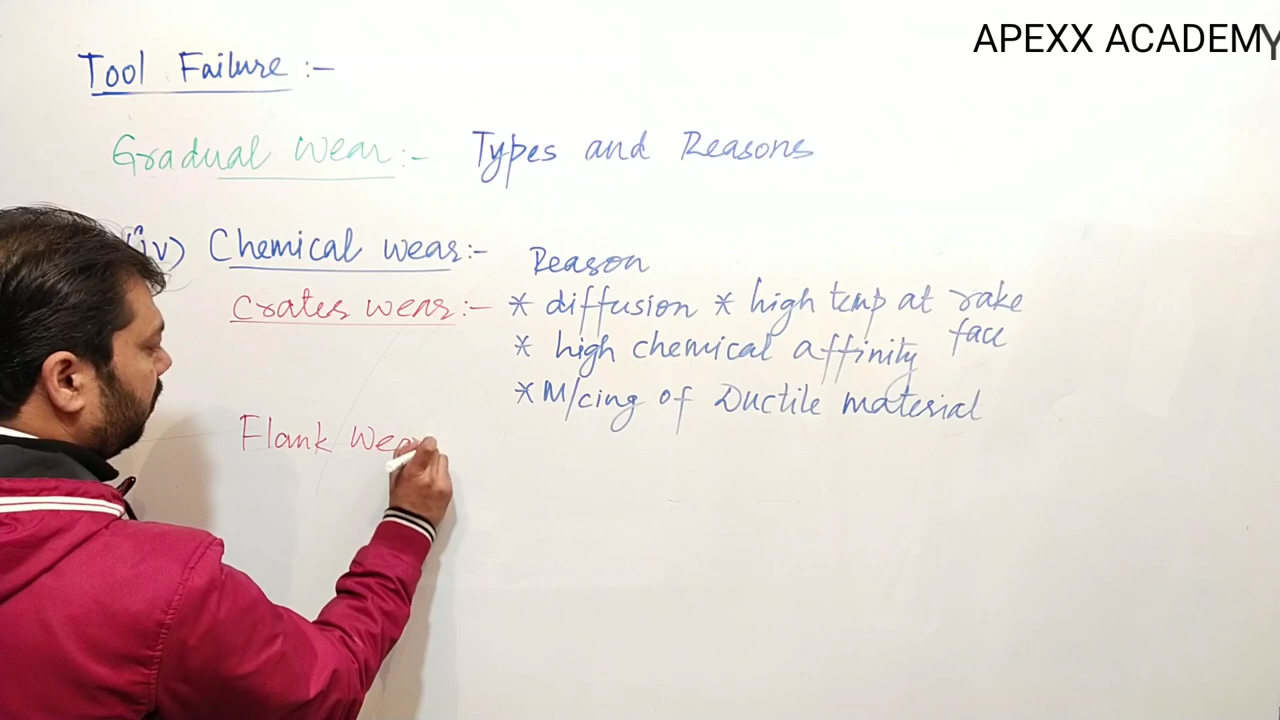 APEXX ACADEMY
Tool Failure :-
Gradual Wear :- Types and Reasons
(iv) Chemical wear :- Reason
Crater wear :- * diffusion * high temp at rake face
* high chemical affinity
* M/cing of Ductile material
Flank Wear